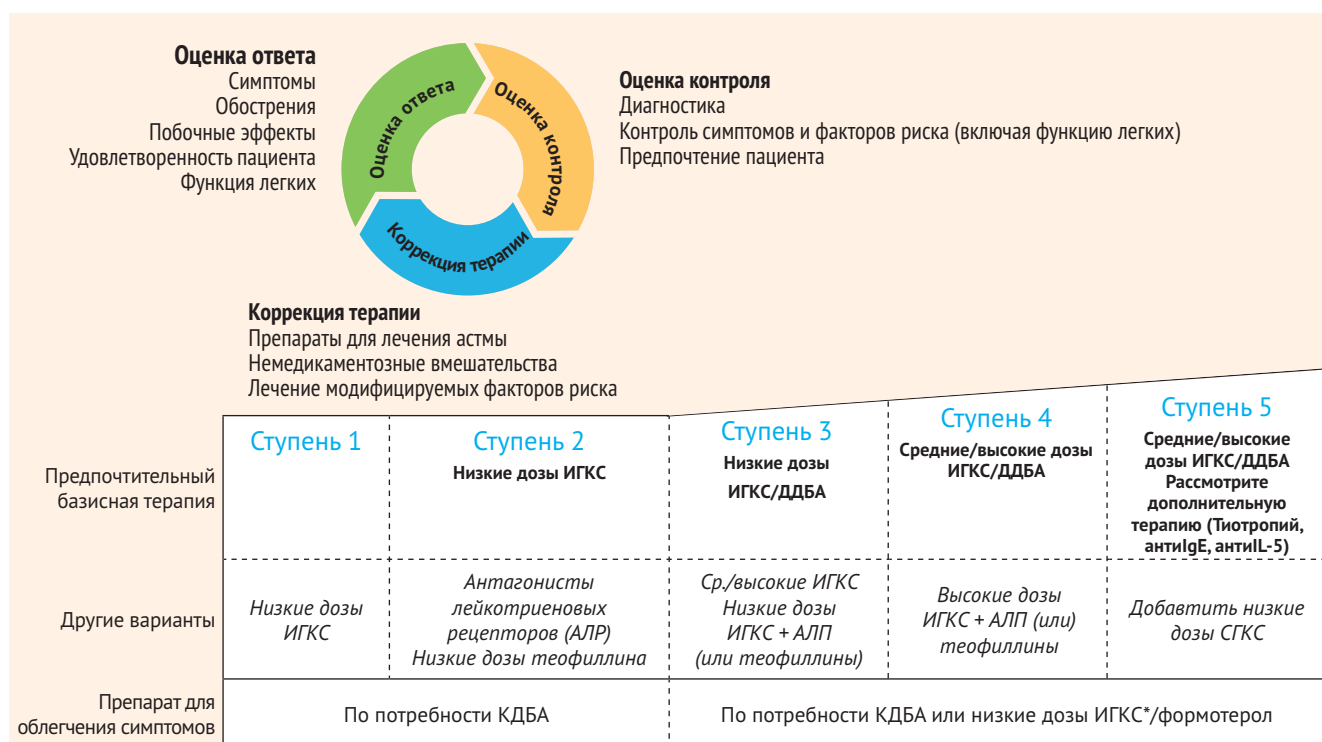 Оценка ответа
Симптомы
Обострения
Побочные эффекты
Удовлетворенность пациента
Функция легких
Оценка ответа
Оценка контроля
Коррекция терапии
Оценка контроля
Диагностика
Контроль симптомов и факторов риска (включая функцию легких)
Предпочтение пациента
Коррекция терапии
Препараты для лечения астмы
Немедикаментозные вмешательства
Лечение модифицируемых факторов риска
Предпочтительный
базисная терапия
Ступень 1
Ступень 2
Низкие дозы ИГКС
Ступень 3
Низкие дозы
ИГКС/ДДБА
Ступень 4
Средние/высокие дозы
ИГКС/ДДБА
Ступень 5
Средние/высокие
дозы ИГКС/ДДБА
Рассмотрите
дополнительную
терапию (Тиотропий,
антиIgE, антиIL-5)
Другие варианты
Низкие дозы
ИГКС
Антагонисты
лейкотриеновых
рецепторов (АЛР)
Низкие дозы теофиллина
Ср./высокие ИГКС
Низкие дозы
ИГКС + АЛП
(или теофиллины)
Высокие дозы
ИГКС + АЛП (или)
теофиллины
Добавтить низкие
дозы СГКС
Препарат для
облегчения симптомов
По потребности КДБА
По потребности КДБА или низкие дозы ИГКС*/формотерол